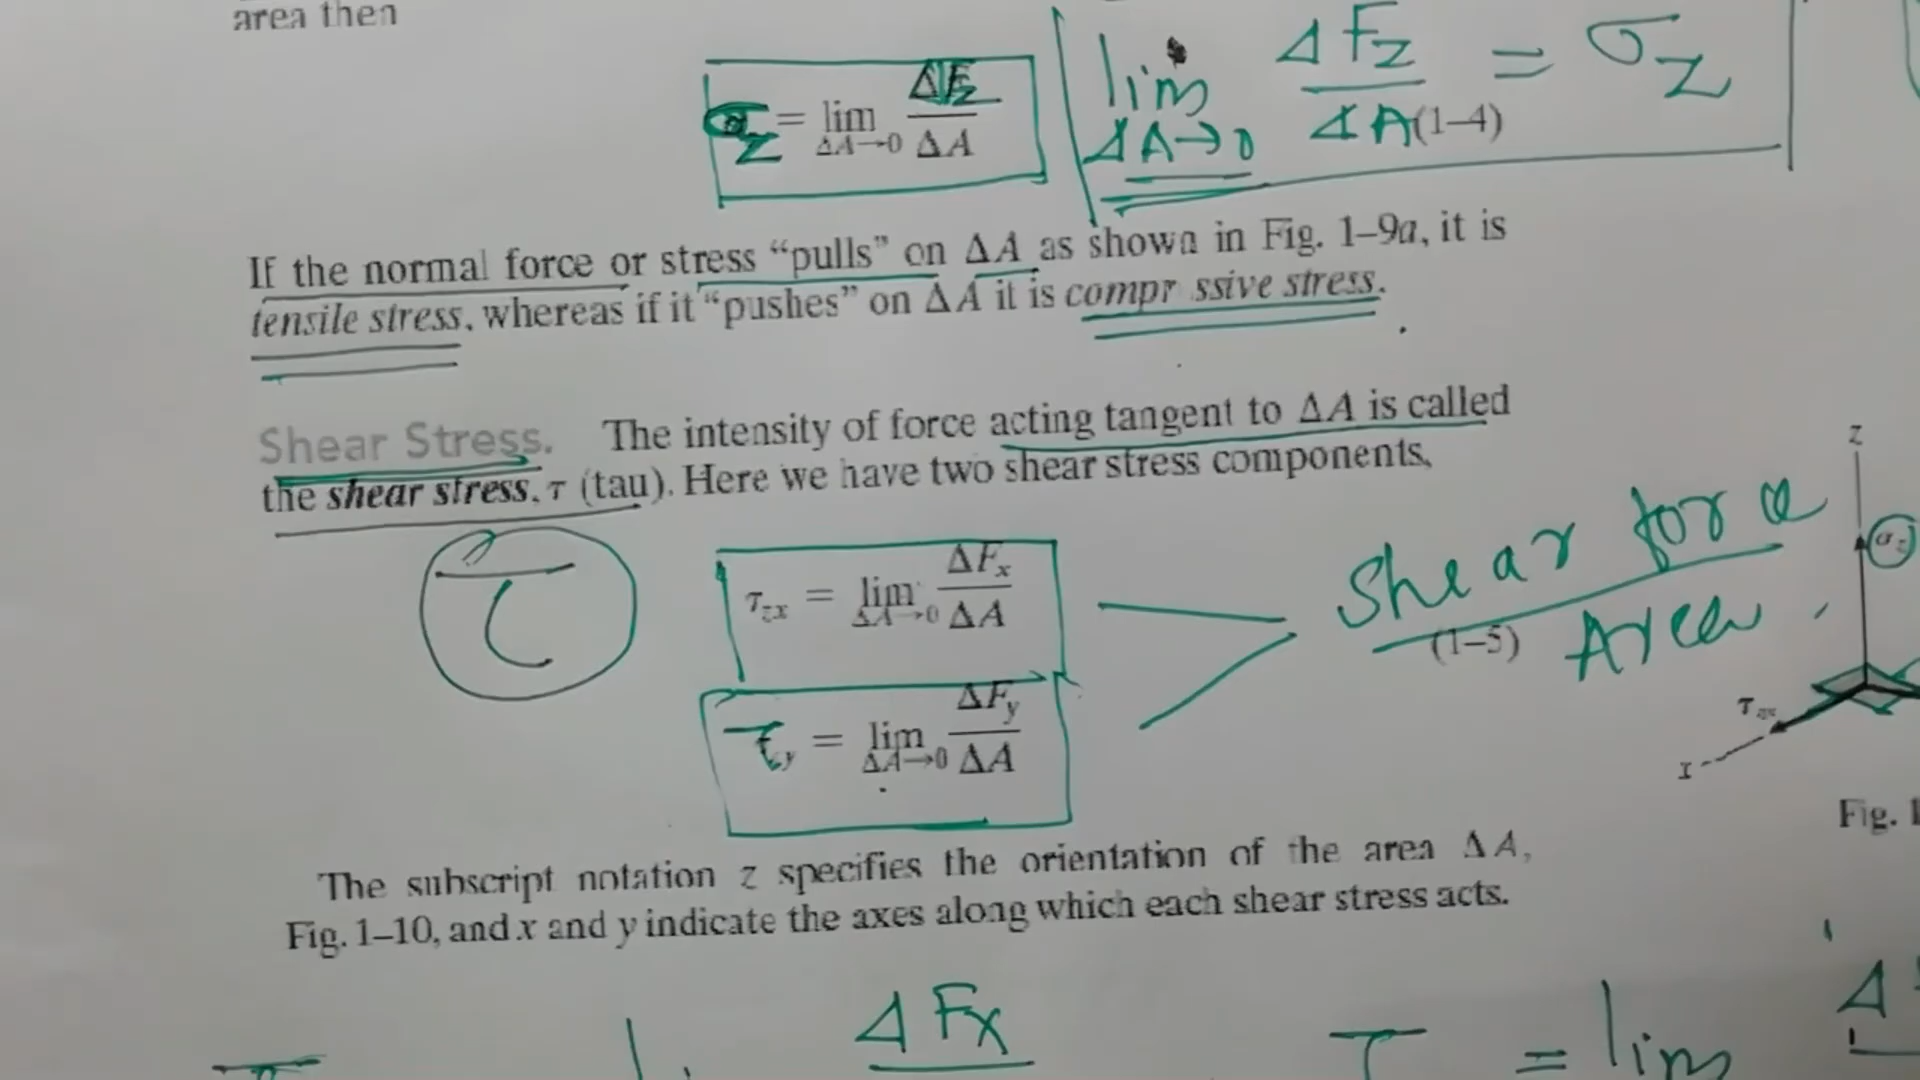 area then
σz = lim ΔA→0 ΔFz / ΔA
lim ΔA→0 ΔFz / ΔA = σz
(1–4)
If the normal force or stress “pulls” on ΔA as shown in Fig. 1–9a, it is
tensile stress, whereas if it “pushes” on ΔA it is compr ssive stress.
Shear Stress. The intensity of force acting tangent to ΔA is called
the shear stress, τ (tau). Here we have two shear stress components,
τ
τzx = lim ΔA→0 ΔFx / ΔA
Shear force
Area
(1–5)
τzy = lim ΔA→0 ΔFy / ΔA
z
σz
τzx
x
Fig. 1
The subscript notation z specifies the orientation of the area ΔA,
Fig. 1–10, and x and y indicate the axes along which each shear stress acts.
ΔFx
τ = lim Δ